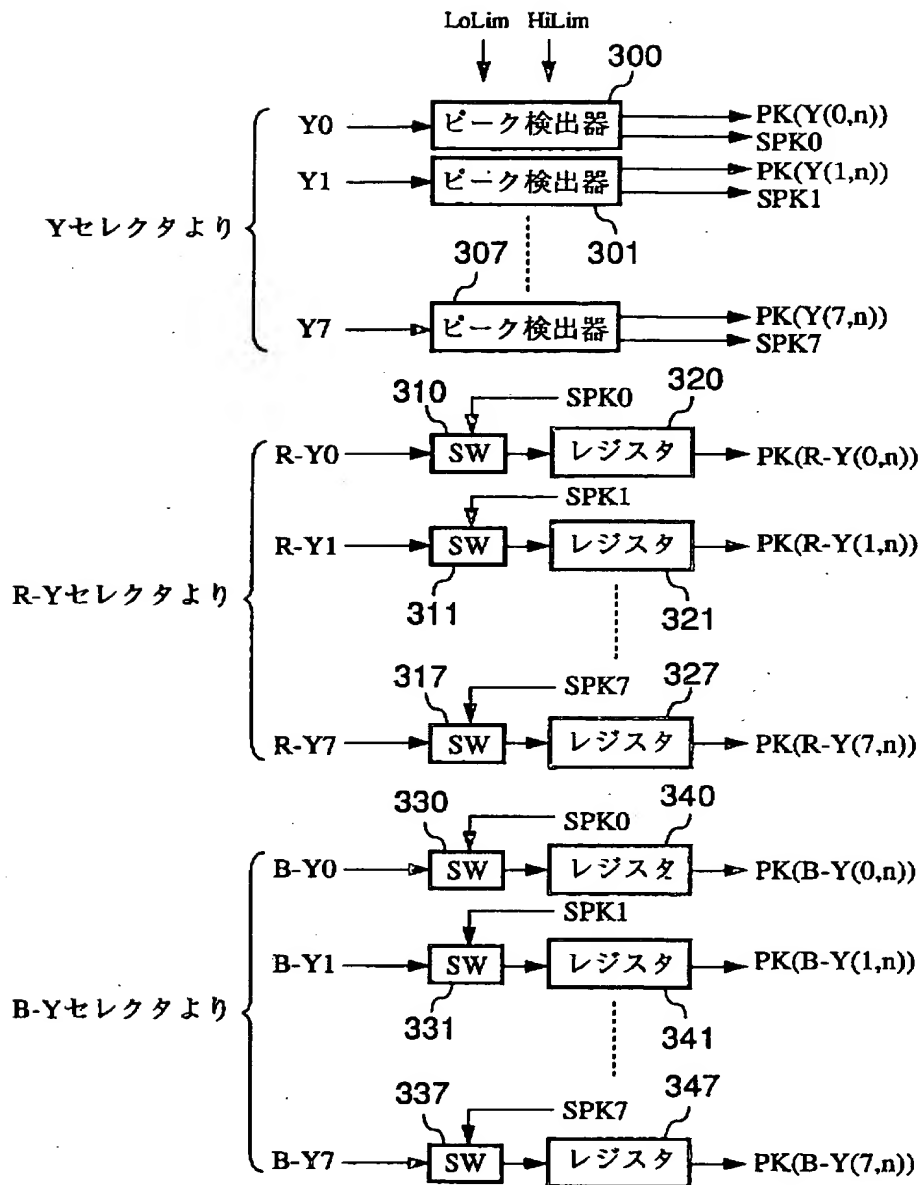 LoLim HiLim
300
Y0 ピーク検出器 PK(Y(0,n))
SPK0
Y1 ピーク検出器 PK(Y(1,n))
SPK1
Yセレクタより
301
307
Y7 ピーク検出器 PK(Y(7,n))
SPK7
310 SPK0 320
R-Y0 SW レジスタ PK(R-Y(0,n))
SPK1
R-Y1 SW レジスタ PK(R-Y(1,n))
R-Yセレクタより
311 321
317 SPK7 327
R-Y7 SW レジスタ PK(R-Y(7,n))
330 SPK0 340
B-Y0 SW レジスタ PK(B-Y(0,n))
SPK1
B-Y1 SW レジスタ PK(B-Y(1,n))
B-Yセレクタより
331 341
337 SPK7 347
B-Y7 SW レジスタ PK(B-Y(7,n))